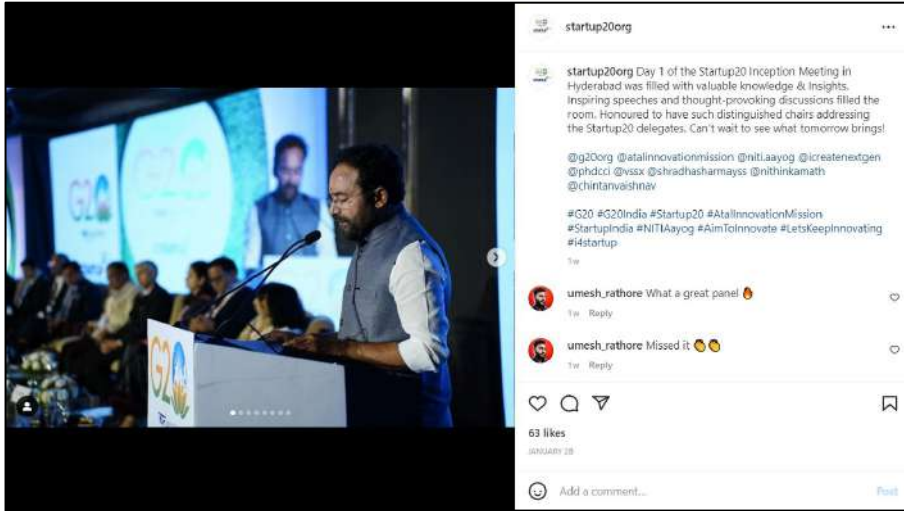 startup20org
startup20org Day 1 of the Startup20 Inception Meeting in
Hyderabad was filled with valuable knowledge & Insights.
Inspiring speeches and thought-provoking discussions filled the
room. Honoured to have such distinguished chairs addressing
the Startup20 delegates. Can't wait to see what tomorrow brings!
@g20org @atalinnovationmission @niti.aayog @icreatenextgen
@phdcci @vssx @shradhasharmayss @nithinkamath
@chintanvaishnav
#G20 #G20India #Startup20 #AtalInnovationMission
#StartupIndia #NITIAayog #AimToInnovate #LetsKeepInnovating
#i4startup
1w
umesh_rathore What a great panel 🔥
1w Reply
umesh_rathore Missed it 👏👏
1w Reply
63 likes
JANUARY 28
Add a comment...
Post
G20
G20
G20